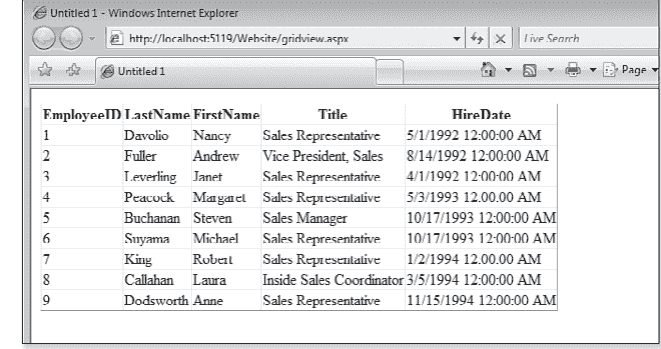 Untitled 1 - Windows Internet Explorer
http://localhost:5119/Website/gridview.aspx Live Search
Untitled 1 Page
EmployeeID LastName FirstName Title HireDate
1 Davolio Nancy Sales Representative 5/1/1992 12:00:00 AM
2 Fuller Andrew Vice President, Sales 8/14/1992 12:00:00 AM
3 Leverling Janet Sales Representative 4/1/1992 12:00:00 AM
4 Peacock Margaret Sales Representative 5/3/1993 12:00:00 AM
5 Buchanan Steven Sales Manager 10/17/1993 12:00:00 AM
6 Suyama Michael Sales Representative 10/17/1993 12:00:00 AM
7 King Robert Sales Representative 1/2/1994 12:00:00 AM
8 Callahan Laura Inside Sales Coordinator 3/5/1994 12:00:00 AM
9 Dodsworth Anne Sales Representative 11/15/1994 12:00:00 AM